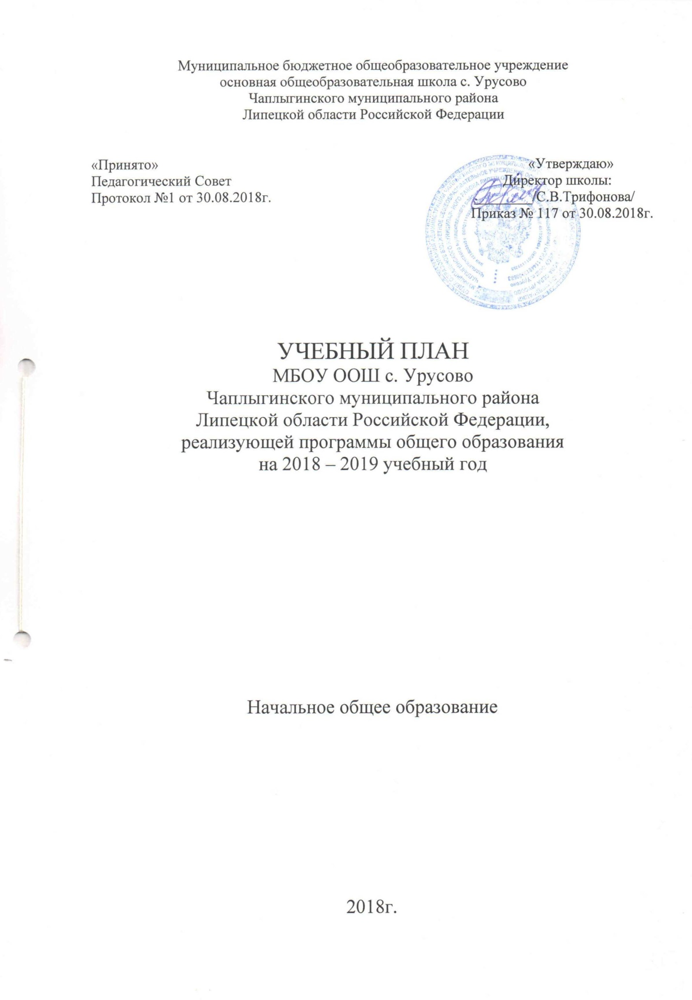 Муниципальное бюджетное общеобразовательное учреждение
основная общеобразовательная школа с. Урусово
Чаплыгинского муниципального района
Липецкой области Российской Федерации
«Принято»
Педагогический Совет
Протокол №1 от 30.08.2018г.
«Утверждаю»
Директор школы:
/С.В.Трифонова/
Приказ № 117 от 30.08.2018г.
УЧЕБНЫЙ ПЛАН
МБОУ ООШ с. Урусово
Чаплыгинского муниципального района
Липецкой области Российской Федерации,
реализующей программы общего образования
на 2018 – 2019 учебный год
Начальное общее образование
2018г.